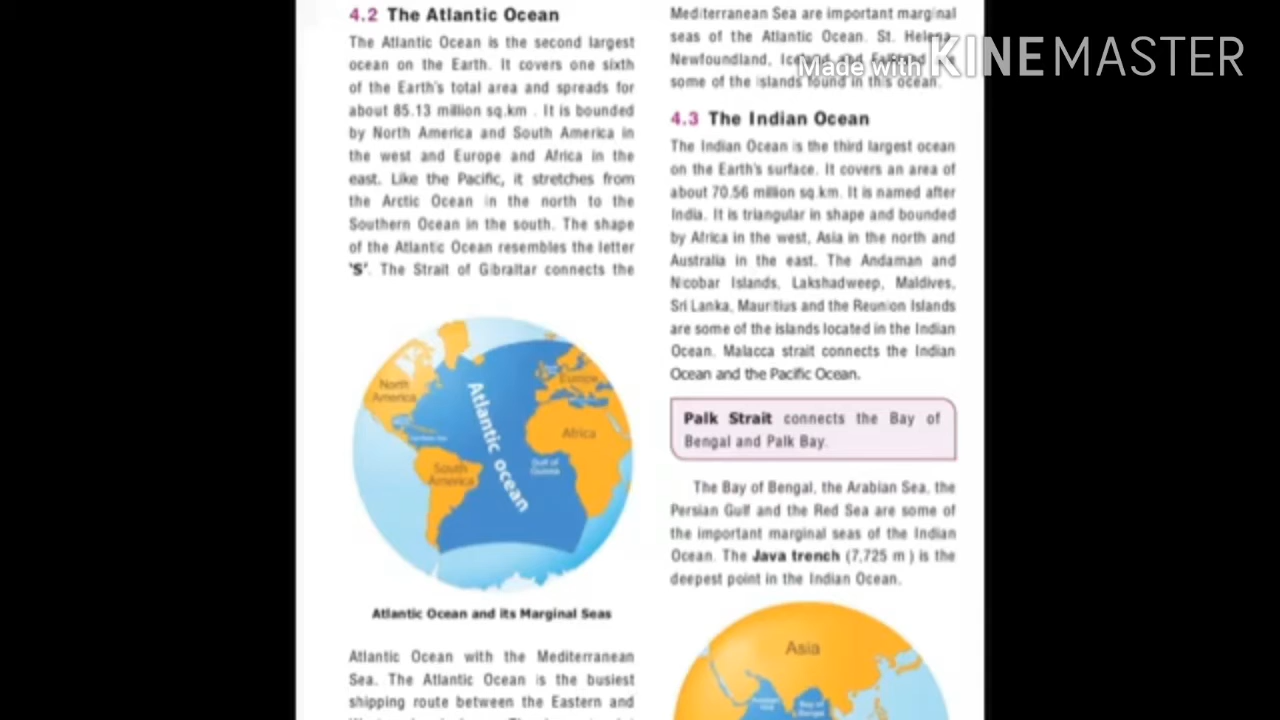 4.2 The Atlantic Ocean
The Atlantic Ocean is the second largest
ocean on the Earth. It covers one sixth
of the Earth's total area and spreads for
about 85.13 million sq.km . It is bounded
by North America and South America in
the west and Europe and Africa in the
east. Like the Pacific, it stretches from
the Arctic Ocean in the north to the
Southern Ocean in the south. The shape
of the Atlantic Ocean resembles the letter
'S'. The Strait of Gibraltar connects the
North
America
Europe
Atlantic ocean
Africa
Gulf of
Guinea
South
America
Atlantic Ocean and its Marginal Seas
Atlantic Ocean with the Mediterranean
Sea. The Atlantic Ocean is the busiest
shipping route between the Eastern and
Mediterranean Sea are important marginal
seas of the Atlantic Ocean. St. Helena,
Newfoundland, Iceland and
some of the islands found in this ocean.
Made with KINEMASTER
4.3 The Indian Ocean
The Indian Ocean is the third largest ocean
on the Earth's surface. It covers an area of
about 70.56 million sq.km. It is named after
India. It is triangular in shape and bounded
by Africa in the west, Asia in the north and
Australia in the east. The Andaman and
Nicobar Islands, Lakshadweep, Maldives,
Sri Lanka, Mauritius and the Reunion Islands
are some of the islands located in the Indian
Ocean. Malacca strait connects the Indian
Ocean and the Pacific Ocean.
Palk Strait connects the Bay of
Bengal and Palk Bay.
The Bay of Bengal, the Arabian Sea, the
Persian Gulf and the Red Sea are some of
the important marginal seas of the Indian
Ocean. The Java trench (7,725 m ) is the
deepest point in the Indian Ocean.
Asia
Bay of
Bengal